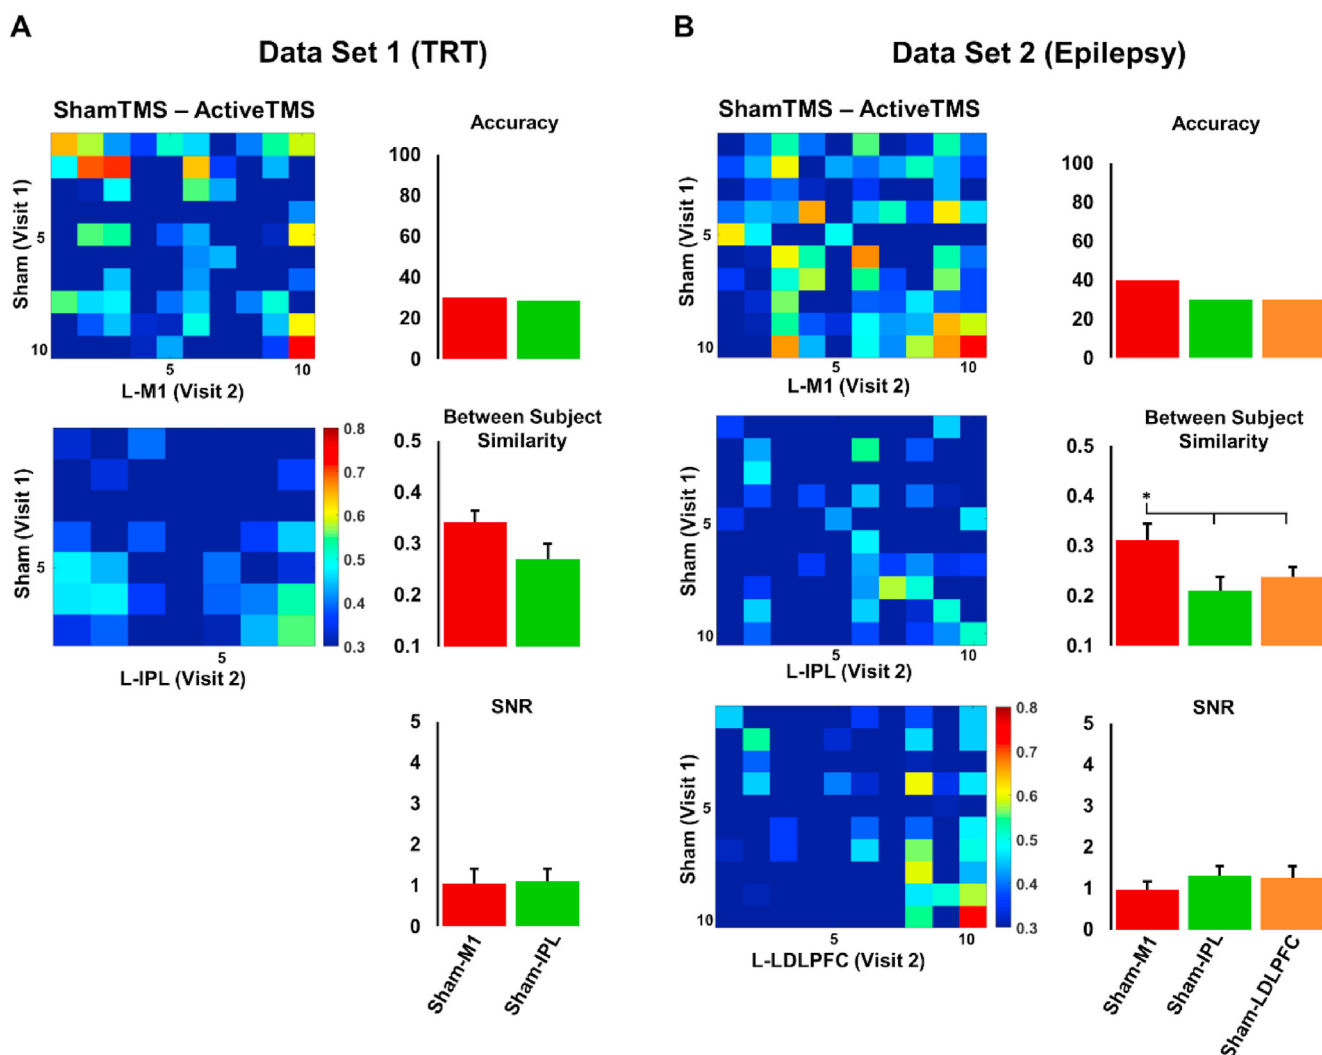 A
Data Set 1 (TRT)
ShamTMS – ActiveTMS
Sham (Visit 1)
5
10
5
10
L-M1 (Visit 2)
Accuracy
100
80
60
40
20
0
Sham (Visit 1)
5
5
L-IPL (Visit 2)
0.8
0.7
0.6
0.5
0.4
0.3
Between Subject
Similarity
0.5
0.4
0.3
0.2
0.1
SNR
5
4
3
2
1
0
Sham-M1
Sham-IPL
B
Data Set 2 (Epilepsy)
ShamTMS – ActiveTMS
Sham (Visit 1)
5
10
5
10
L-M1 (Visit 2)
Accuracy
100
80
60
40
20
0
Sham (Visit 1)
5
10
5
10
L-IPL (Visit 2)
Between Subject
Similarity
0.5
0.4
0.3
0.2
0.1
*
Sham (Visit 1)
5
10
5
10
L-LDLPFC (Visit 2)
0.8
0.7
0.6
0.5
0.4
0.3
SNR
5
4
3
2
1
0
Sham-M1
Sham-IPL
Sham-LDLPFC